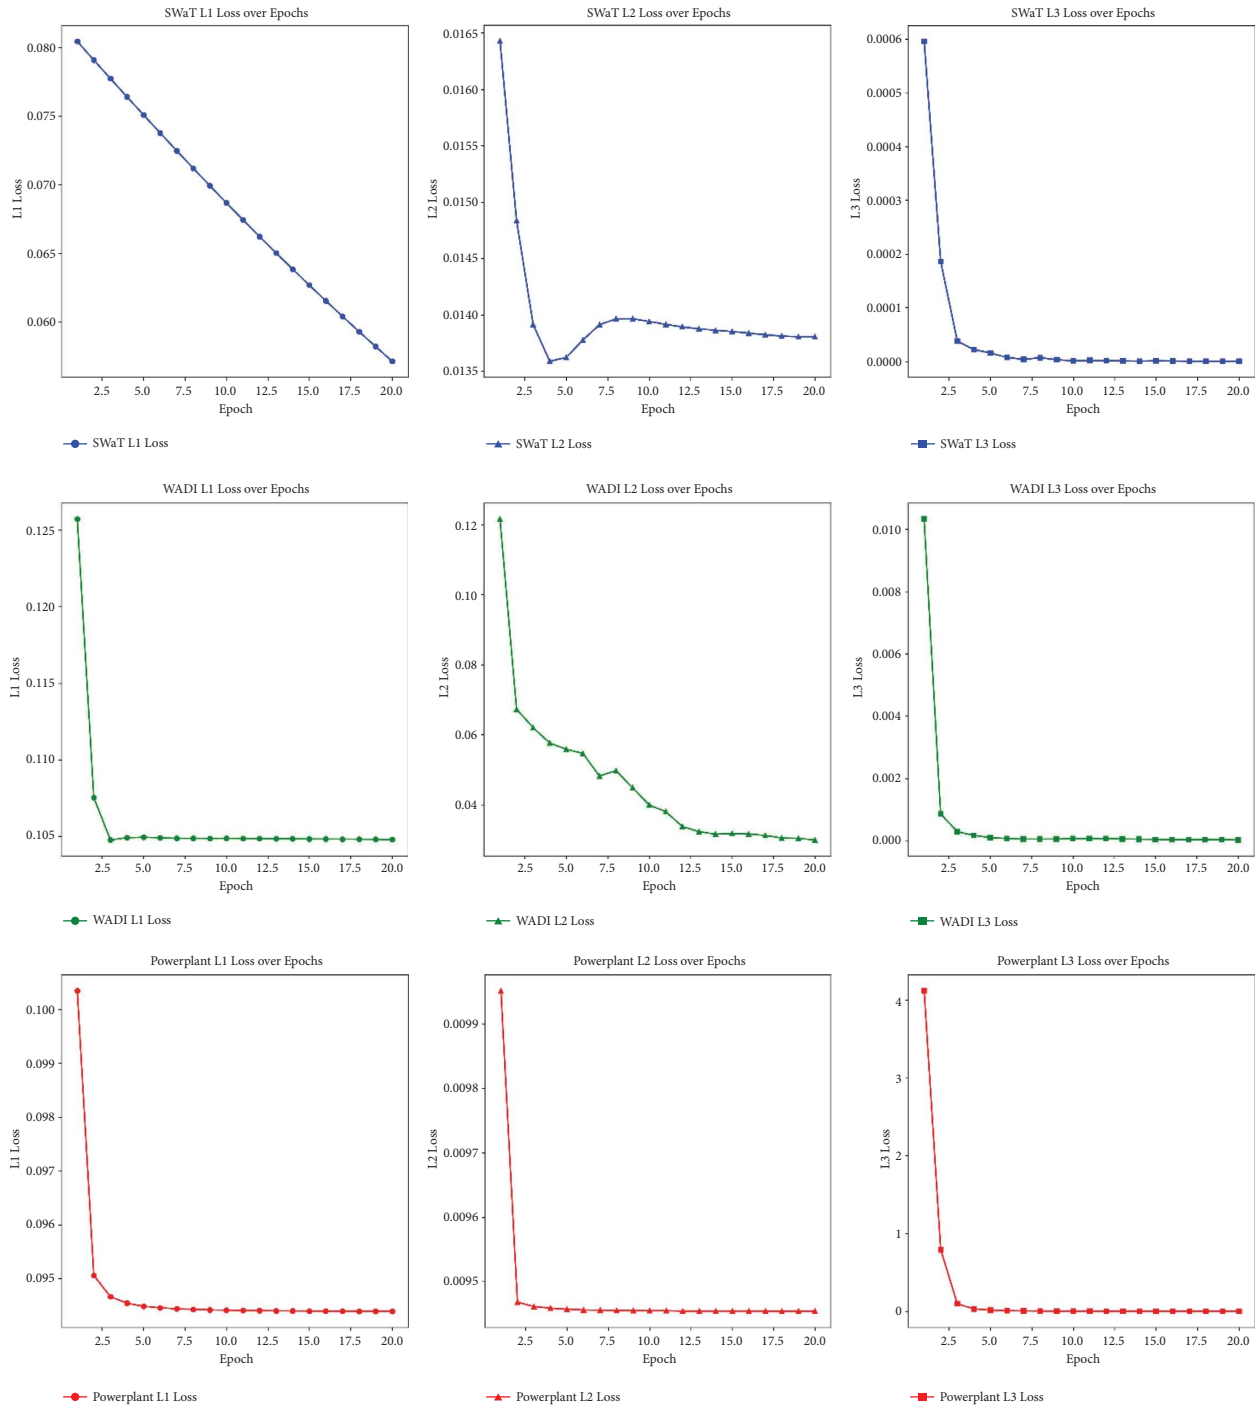 SWaT L1 Loss over Epochs
0.080
0.075
0.070
0.065
0.060
L1 Loss
2.5 5.0 7.5 10.0 12.5 15.0 17.5 20.0
Epoch
SWaT L1 Loss
SWaT L2 Loss over Epochs
0.0165
0.0160
0.0155
0.0150
0.0145
0.0140
0.0135
L2 Loss
2.5 5.0 7.5 10.0 12.5 15.0 17.5 20.0
Epoch
SWaT L2 Loss
SWaT L3 Loss over Epochs
0.0006
0.0005
0.0004
0.0003
0.0002
0.0001
0.0000
L3 Loss
2.5 5.0 7.5 10.0 12.5 15.0 17.5 20.0
Epoch
SWaT L3 Loss
WADI L1 Loss over Epochs
0.125
0.120
0.115
0.110
0.105
L1 Loss
2.5 5.0 7.5 10.0 12.5 15.0 17.5 20.0
Epoch
WADI L1 Loss
WADI L2 Loss over Epochs
0.12
0.10
0.08
0.06
0.04
L2 Loss
2.5 5.0 7.5 10.0 12.5 15.0 17.5 20.0
Epoch
WADI L2 Loss
WADI L3 Loss over Epochs
0.010
0.008
0.006
0.004
0.002
0.000
L3 Loss
2.5 5.0 7.5 10.0 12.5 15.0 17.5 20.0
Epoch
WADI L3 Loss
Powerplant L1 Loss over Epochs
0.100
0.099
0.098
0.097
0.096
0.095
L1 Loss
2.5 5.0 7.5 10.0 12.5 15.0 17.5 20.0
Epoch
Powerplant L1 Loss
Powerplant L2 Loss over Epochs
0.0099
0.0098
0.0097
0.0096
0.0095
L2 Loss
2.5 5.0 7.5 10.0 12.5 15.0 17.5 20.0
Epoch
Powerplant L2 Loss
Powerplant L3 Loss over Epochs
4
3
2
1
0
L3 Loss
2.5 5.0 7.5 10.0 12.5 15.0 17.5 20.0
Epoch
Powerplant L3 Loss